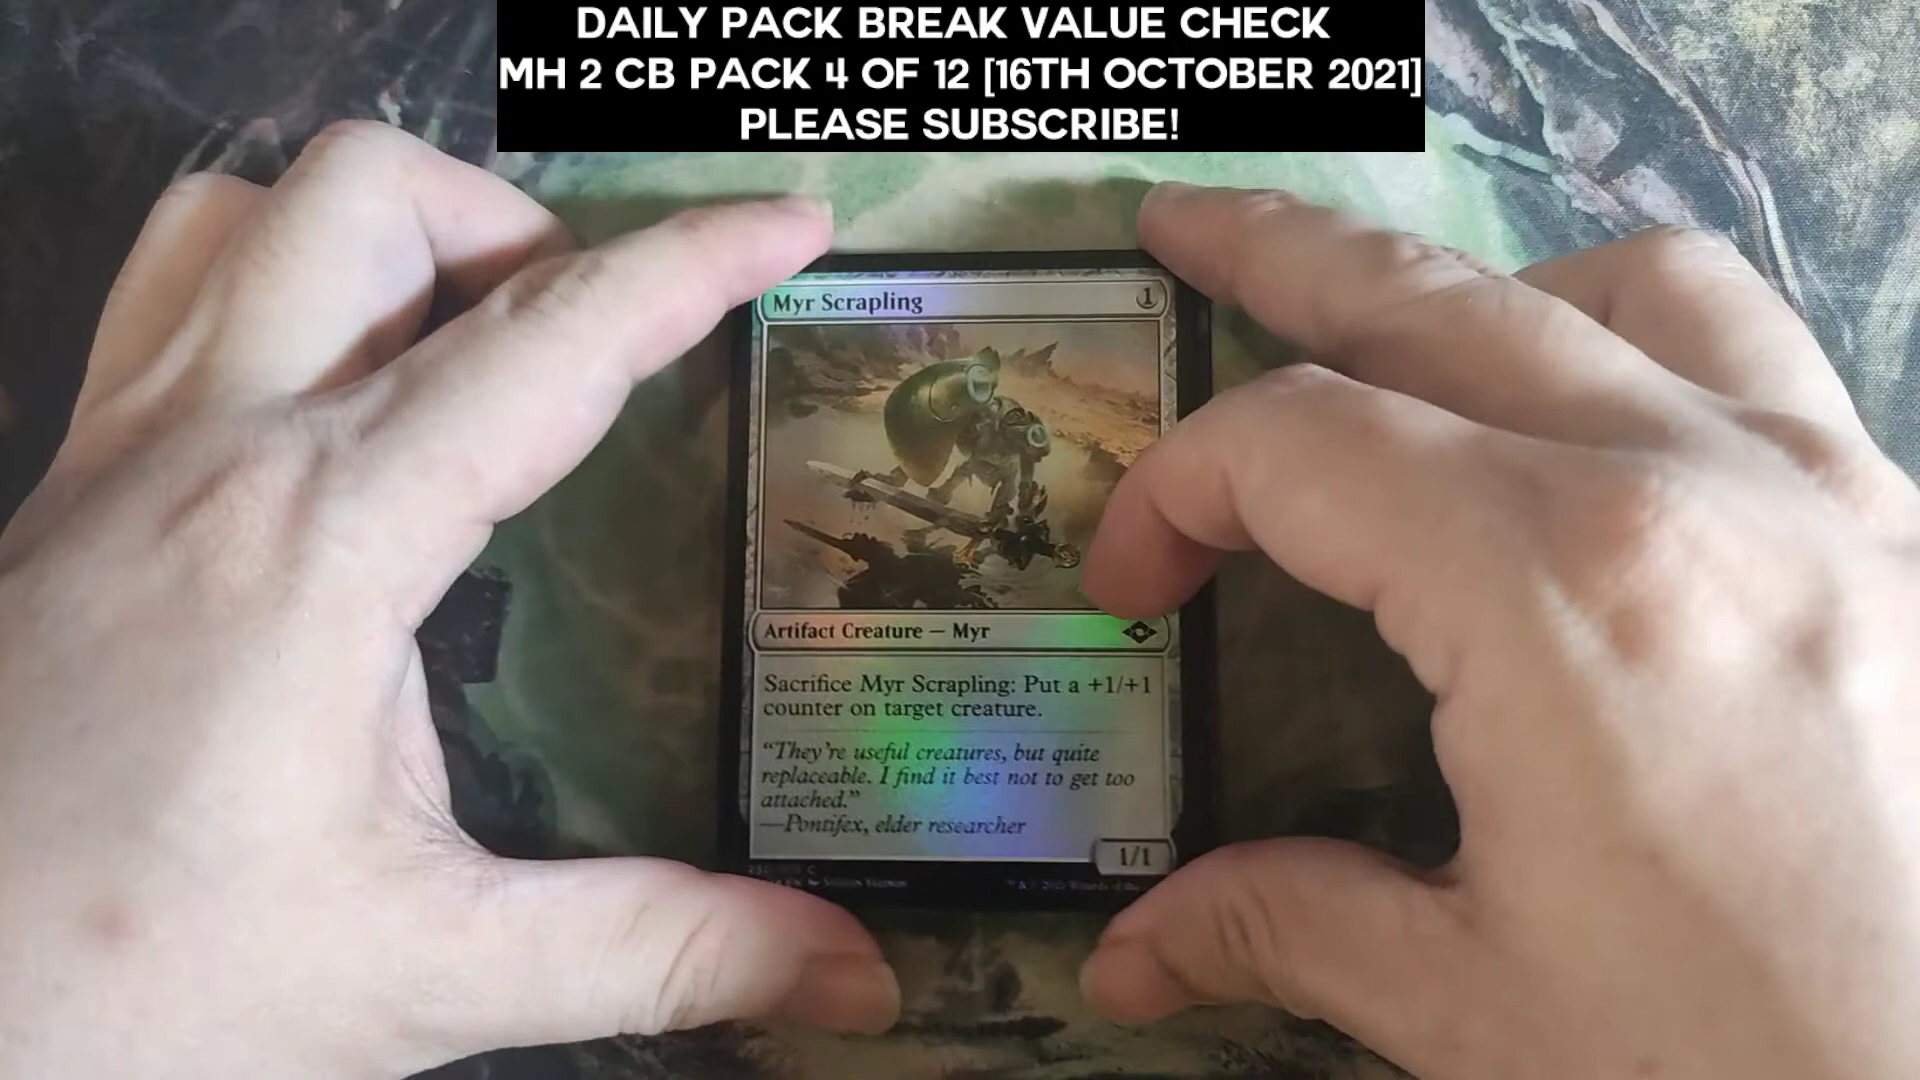 DAILY PACK BREAK VALUE CHECK
MH 2 CB PACK 4 OF 12 [16TH OCTOBER 2021]
PLEASE SUBSCRIBE!
Myr Scrapling 1
Artifact Creature — Myr
Sacrifice Myr Scrapling: Put a +1/+1
counter on target creature.
“They’re useful creatures, but quite
replaceable. I find it best not to get too
attached.”
—Pontifex, elder researcher
1/1